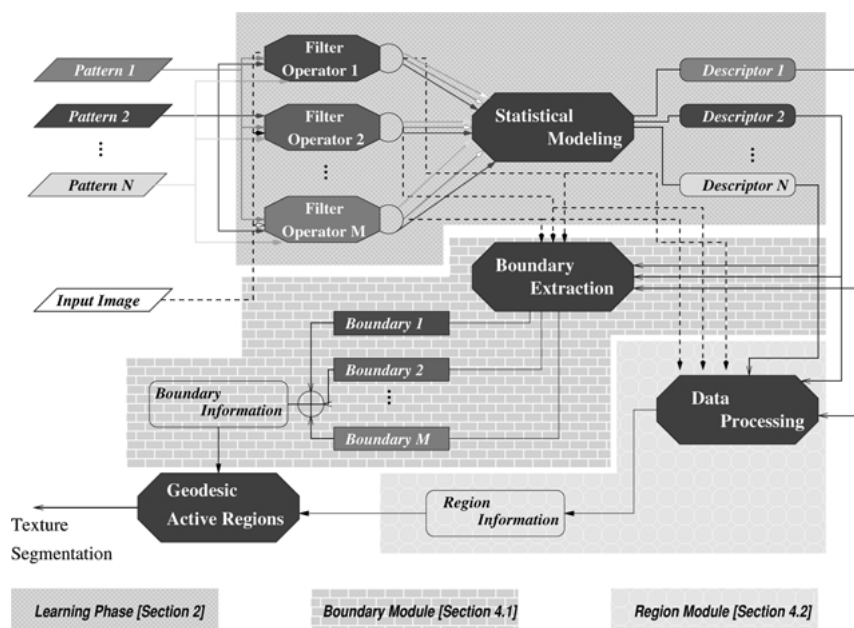 Pattern 1
Pattern 2
Pattern N
Input Image
Filter
Operator 1
Filter
Operator 2
Filter
Operator M
Statistical
Modeling
Descriptor 1
Descriptor 2
Descriptor N
Boundary
Extraction
Boundary 1
Boundary 2
Boundary M
Boundary
Information
Data
Processing
Geodesic
Active Regions
Region
Information
Texture
Segmentation
Learning Phase [Section 2]
Boundary Module [Section 4.1]
Region Module [Section 4.2]